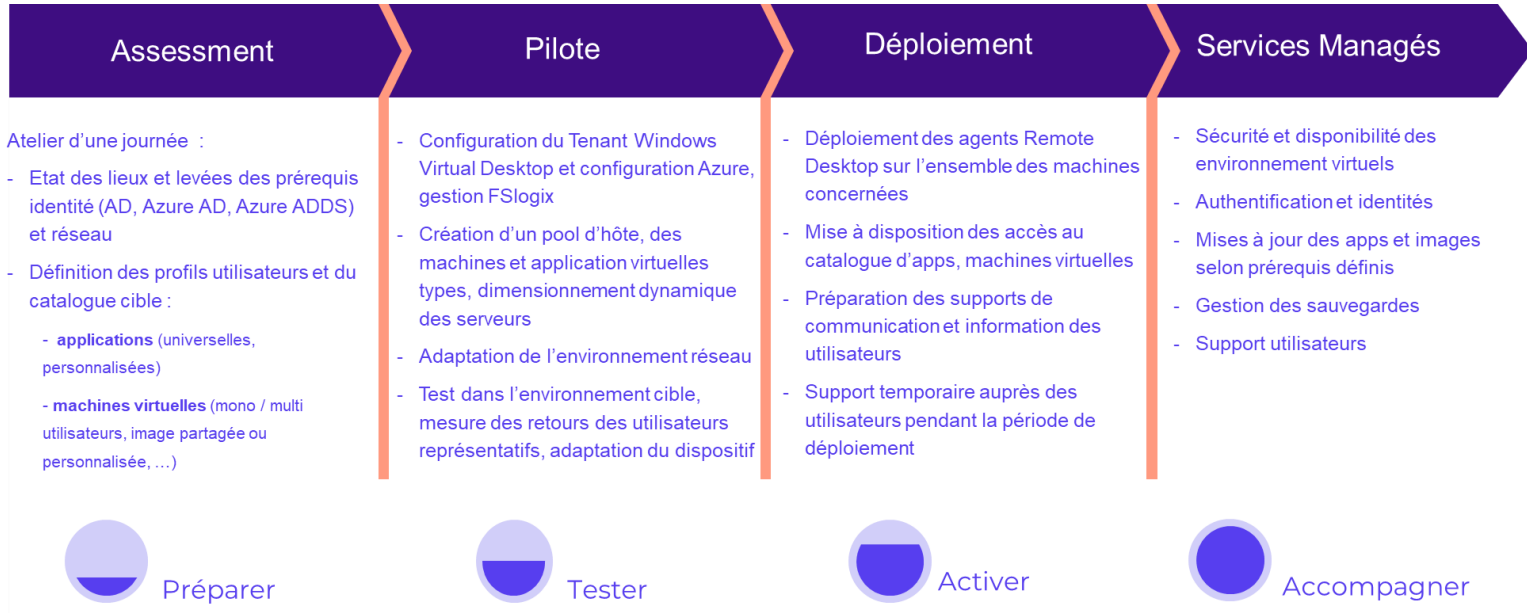 Assessment
Pilote
Déploiement
Services Managés
Atelier d’une journée :
- Etat des lieux et levées des prérequis
identité (AD, Azure AD, Azure ADDS)
et réseau
- Définition des profils utilisateurs et du
catalogue cible :
- applications (universelles,
personnalisées)
- machines virtuelles (mono / multi
utilisateurs, image partagée ou
personnalisée, …)
- Configuration du Tenant Windows
Virtual Desktop et configuration Azure,
gestion FSlogix
- Création d’un pool d’hôte, des
machines et application virtuelles
types, dimensionnement dynamique
des serveurs
- Adaptation de l’environnement réseau
- Test dans l’environnement cible,
mesure des retours des utilisateurs
représentatifs, adaptation du dispositif
- Déploiement des agents Remote
Desktop sur l’ensemble des machines
concernées
- Mise à disposition des accès au
catalogue d’apps, machines virtuelles
- Préparation des supports de
communication et information des
utilisateurs
- Support temporaire auprès des
utilisateurs pendant la période de
déploiement
- Sécurité et disponibilité des
environnement virtuels
- Authentification et identités
- Mises à jour des apps et images
selon prérequis définis
- Gestion des sauvegardes
- Support utilisateurs
Préparer
Tester
Activer
Accompagner